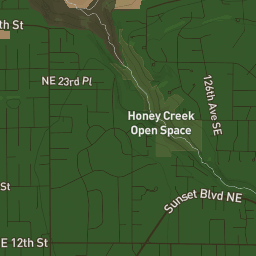 th St
NE 23rd Pl
126th Ave SE
Honey Creek
Open Space
St
Sunset Blvd NE
E 12th St